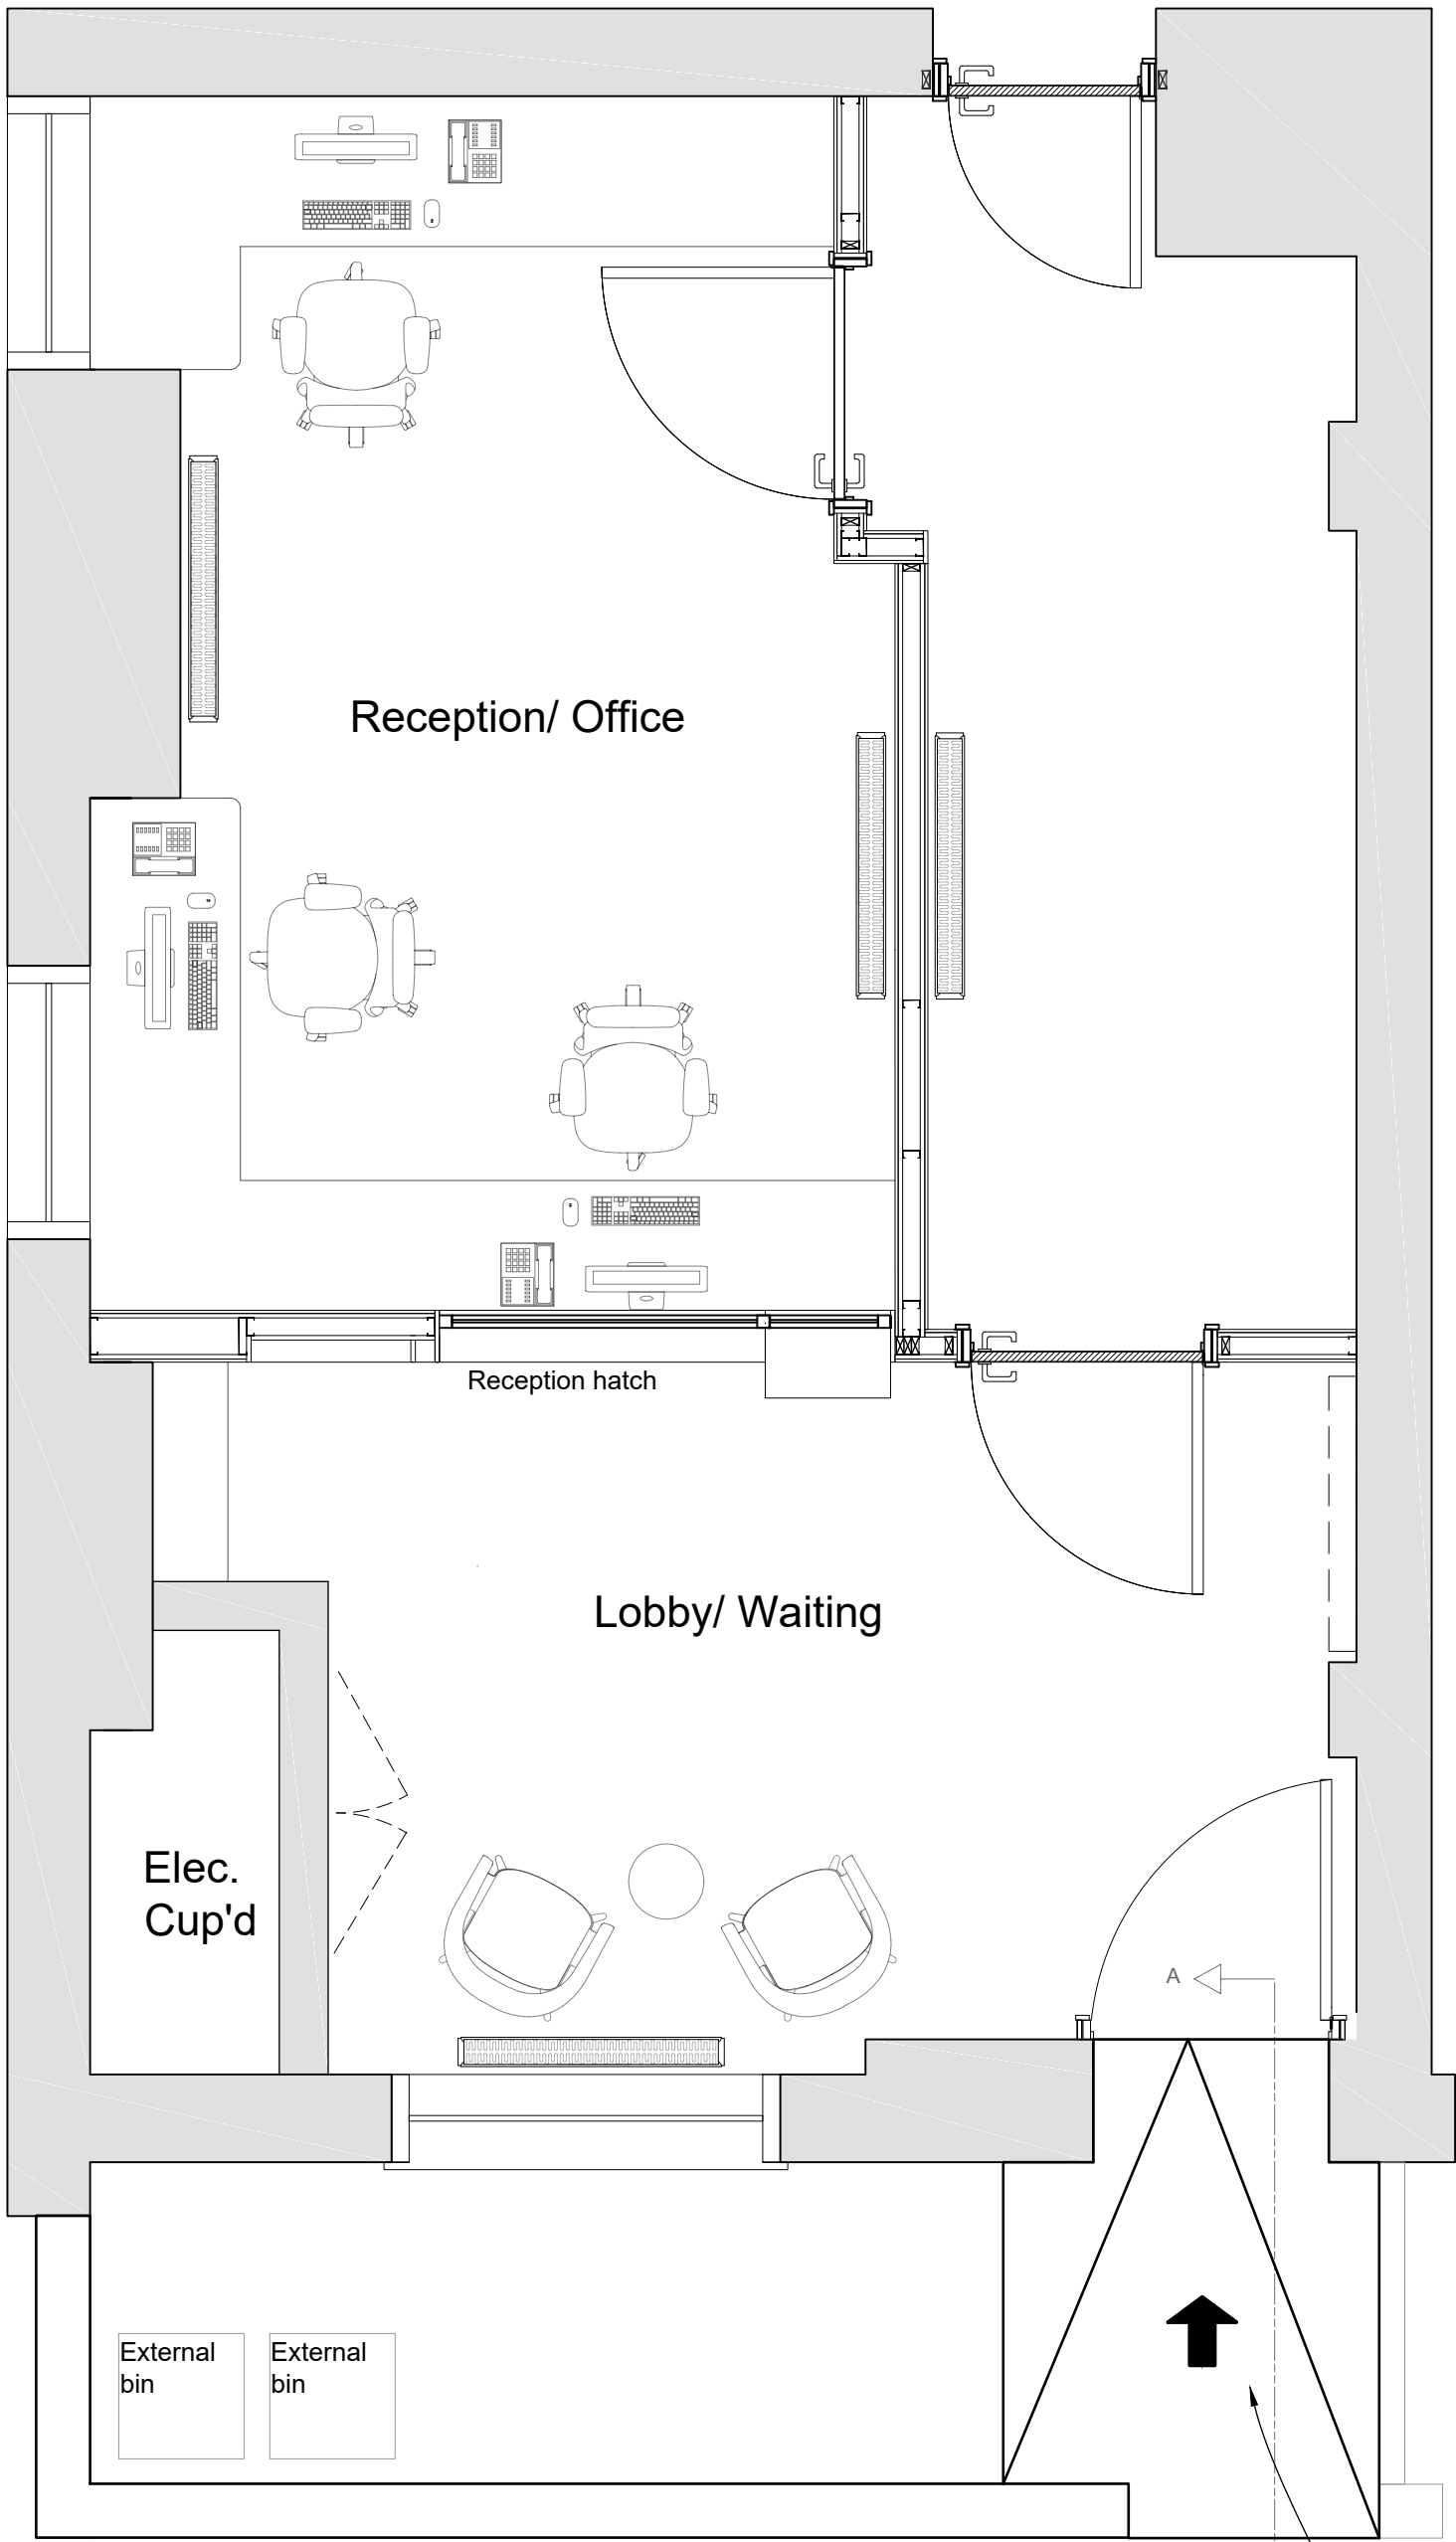 Reception/ Office
Reception hatch
Lobby/ Waiting
Elec.
Cup'd
A
External
bin
External
bin